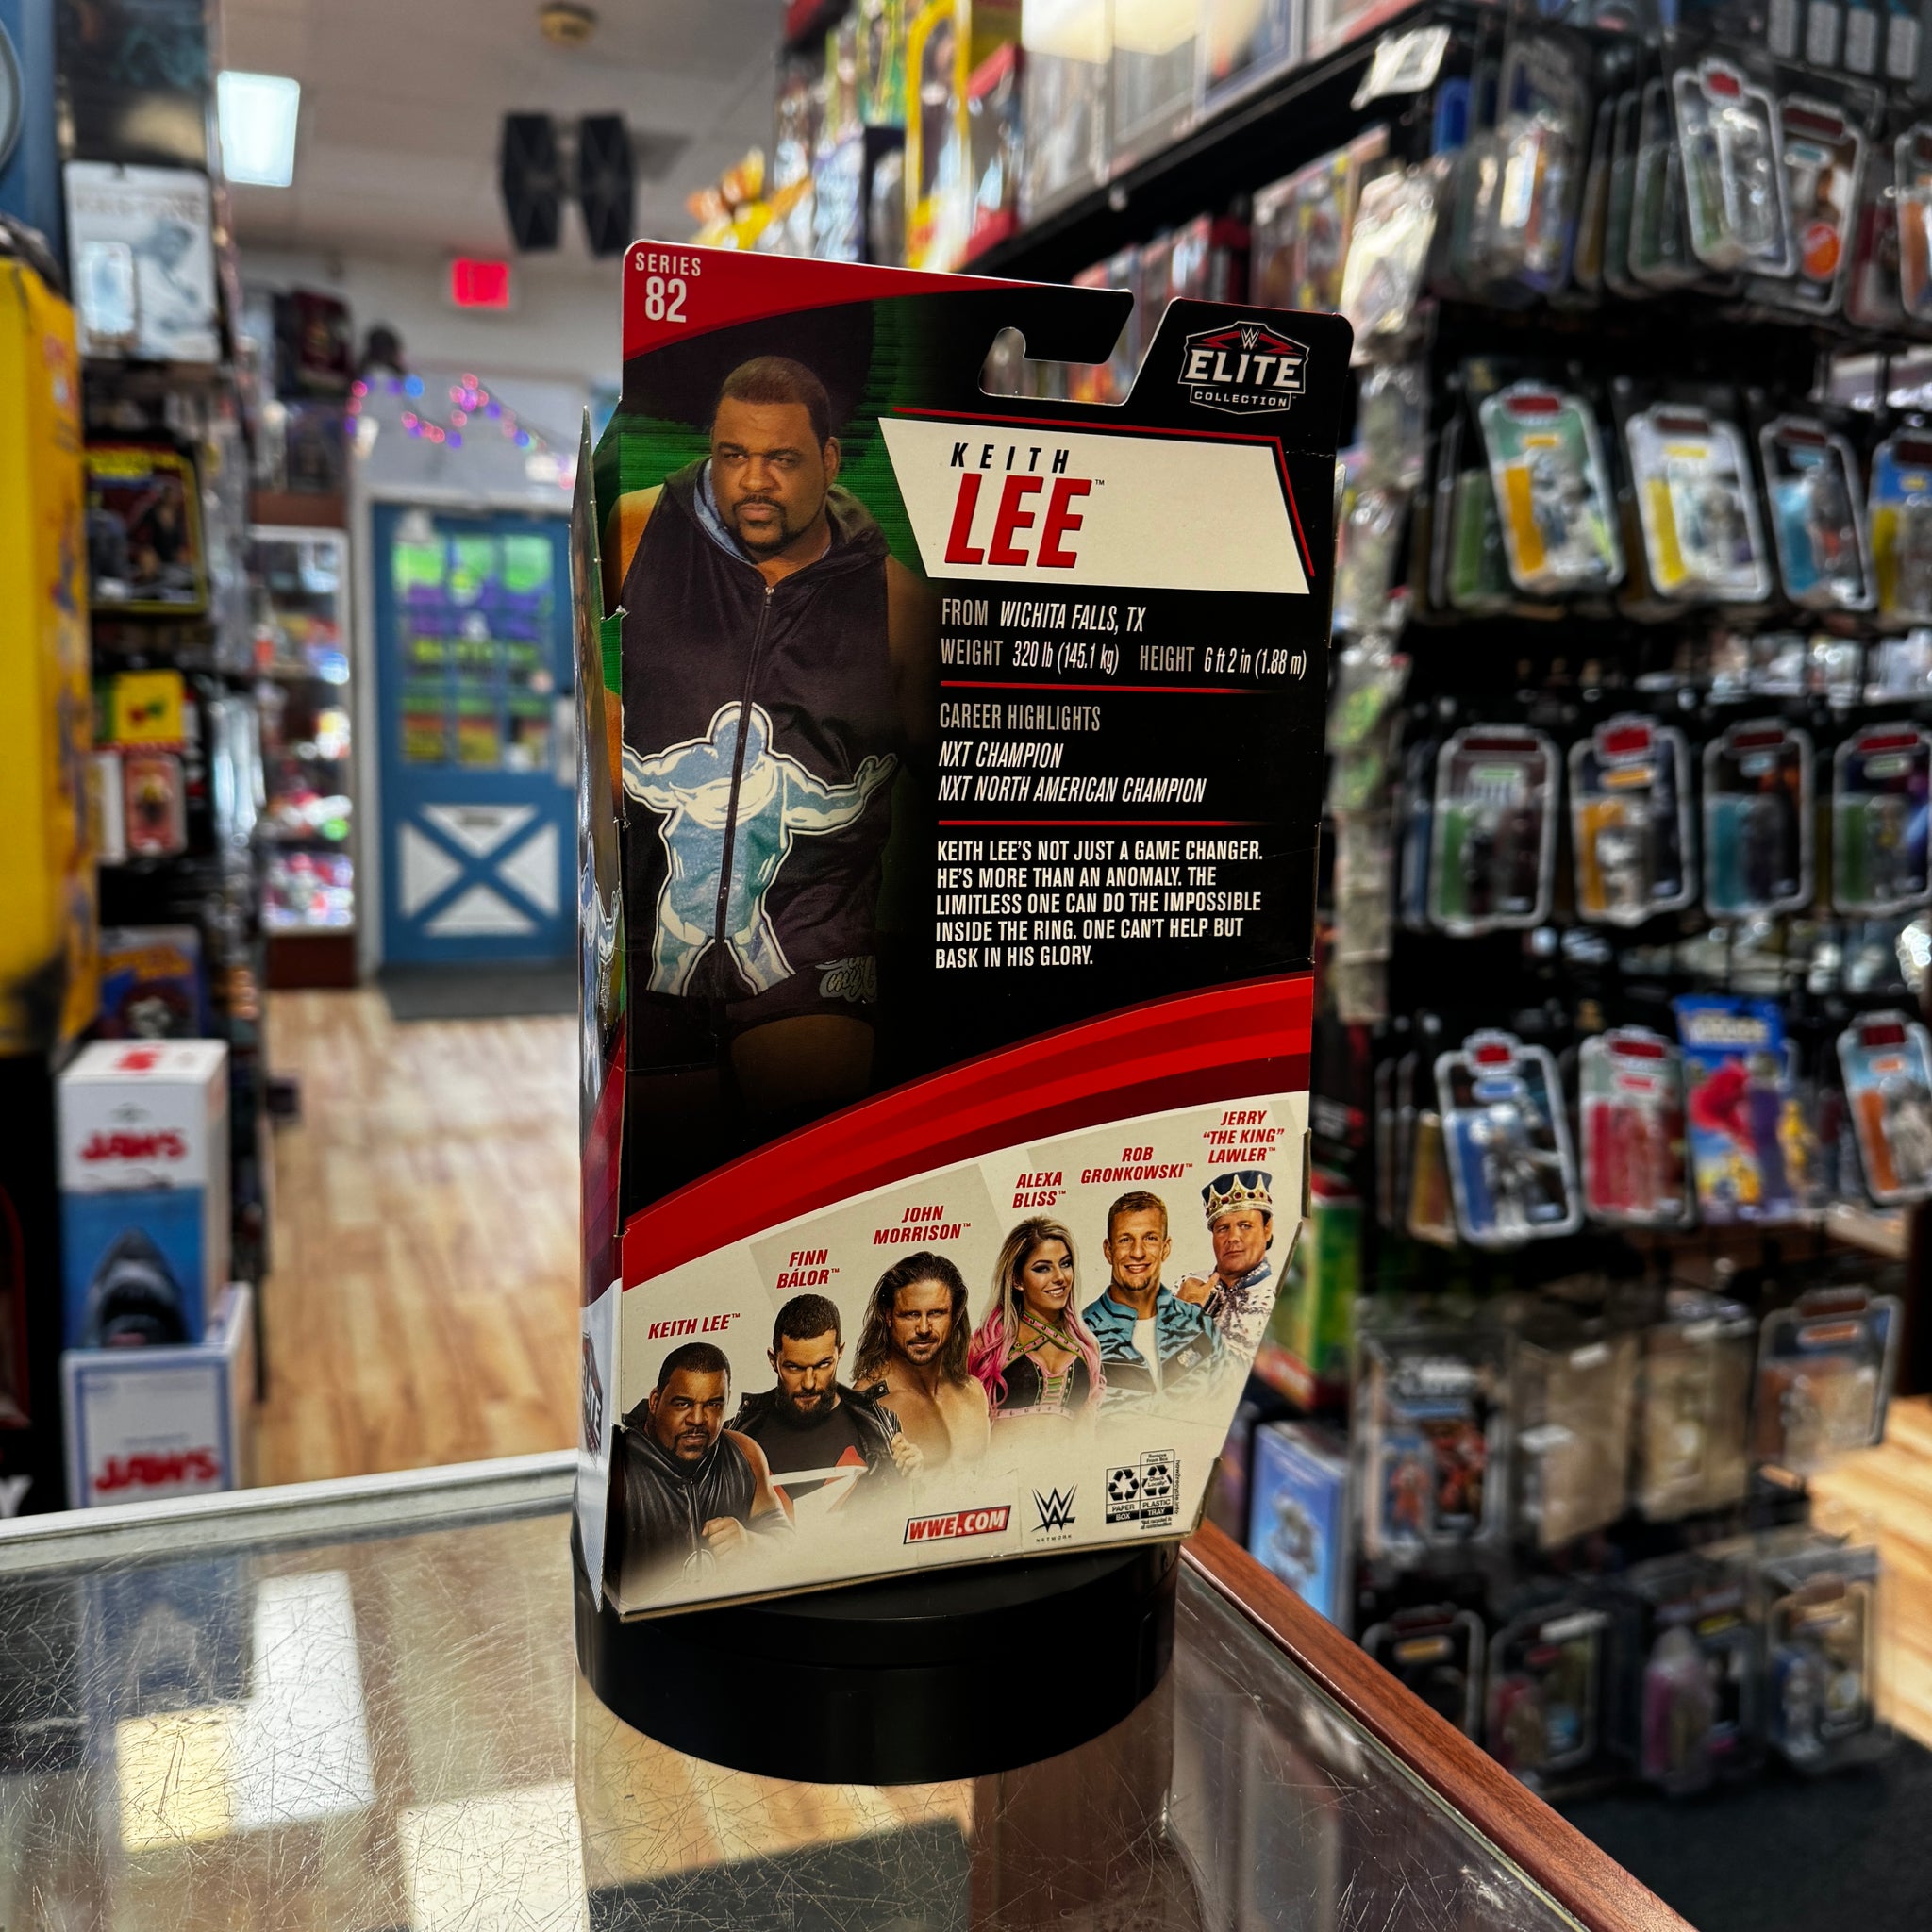 SERIES
82
W
ELITE
COLLECTION
KEITH
LEE™
FROM WICHITA FALLS, TX
WEIGHT 320 lb (145.1 kg) HEIGHT 6 ft 2 in (1.88 m)
CAREER HIGHLIGHTS
NXT CHAMPION
NXT NORTH AMERICAN CHAMPION
KEITH LEE'S NOT JUST A GAME CHANGER.
HE'S MORE THAN AN ANOMALY. THE
LIMITLESS ONE CAN DO THE IMPOSSIBLE
INSIDE THE RING. ONE CAN'T HELP BUT
BASK IN HIS GLORY.
KEITH LEE™
FINN
BÁLOR™
JOHN
MORRISON™
ALEXA
BLISS™
ROB
GRONKOWSKI™
JERRY
"THE KING"
LAWLER™
WWE.COM
W
NETWORK
PAPER
BOX
PLASTIC
TRAY
how2recycle.info
JAWS
JAWS